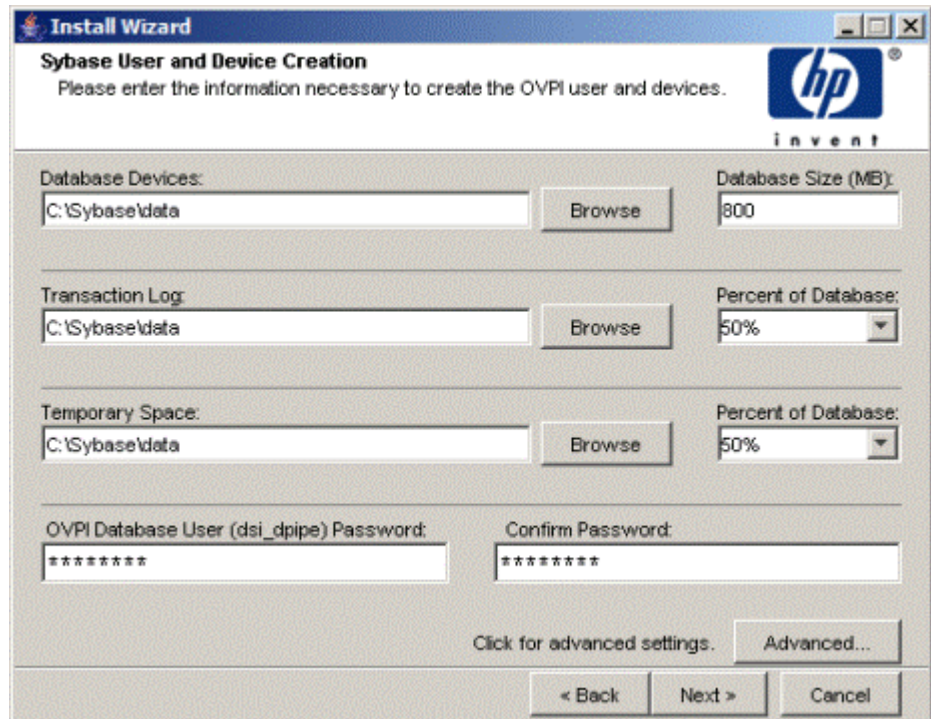 Install Wizard
Sybase User and Device Creation
Please enter the information necessary to create the OVPI user and devices.
hp
®
invent
Database Devices:
Database Size (MB):
C:\Sybase\data
Browse
800
Transaction Log:
Percent of Database:
C:\Sybase\data
Browse
50%
Temporary Space:
Percent of Database:
C:\Sybase\data
Browse
50%
OVPI Database User (dsi_dpipe) Password:
Confirm Password:
********
********
Click for advanced settings.
Advanced...
< Back
Next >
Cancel